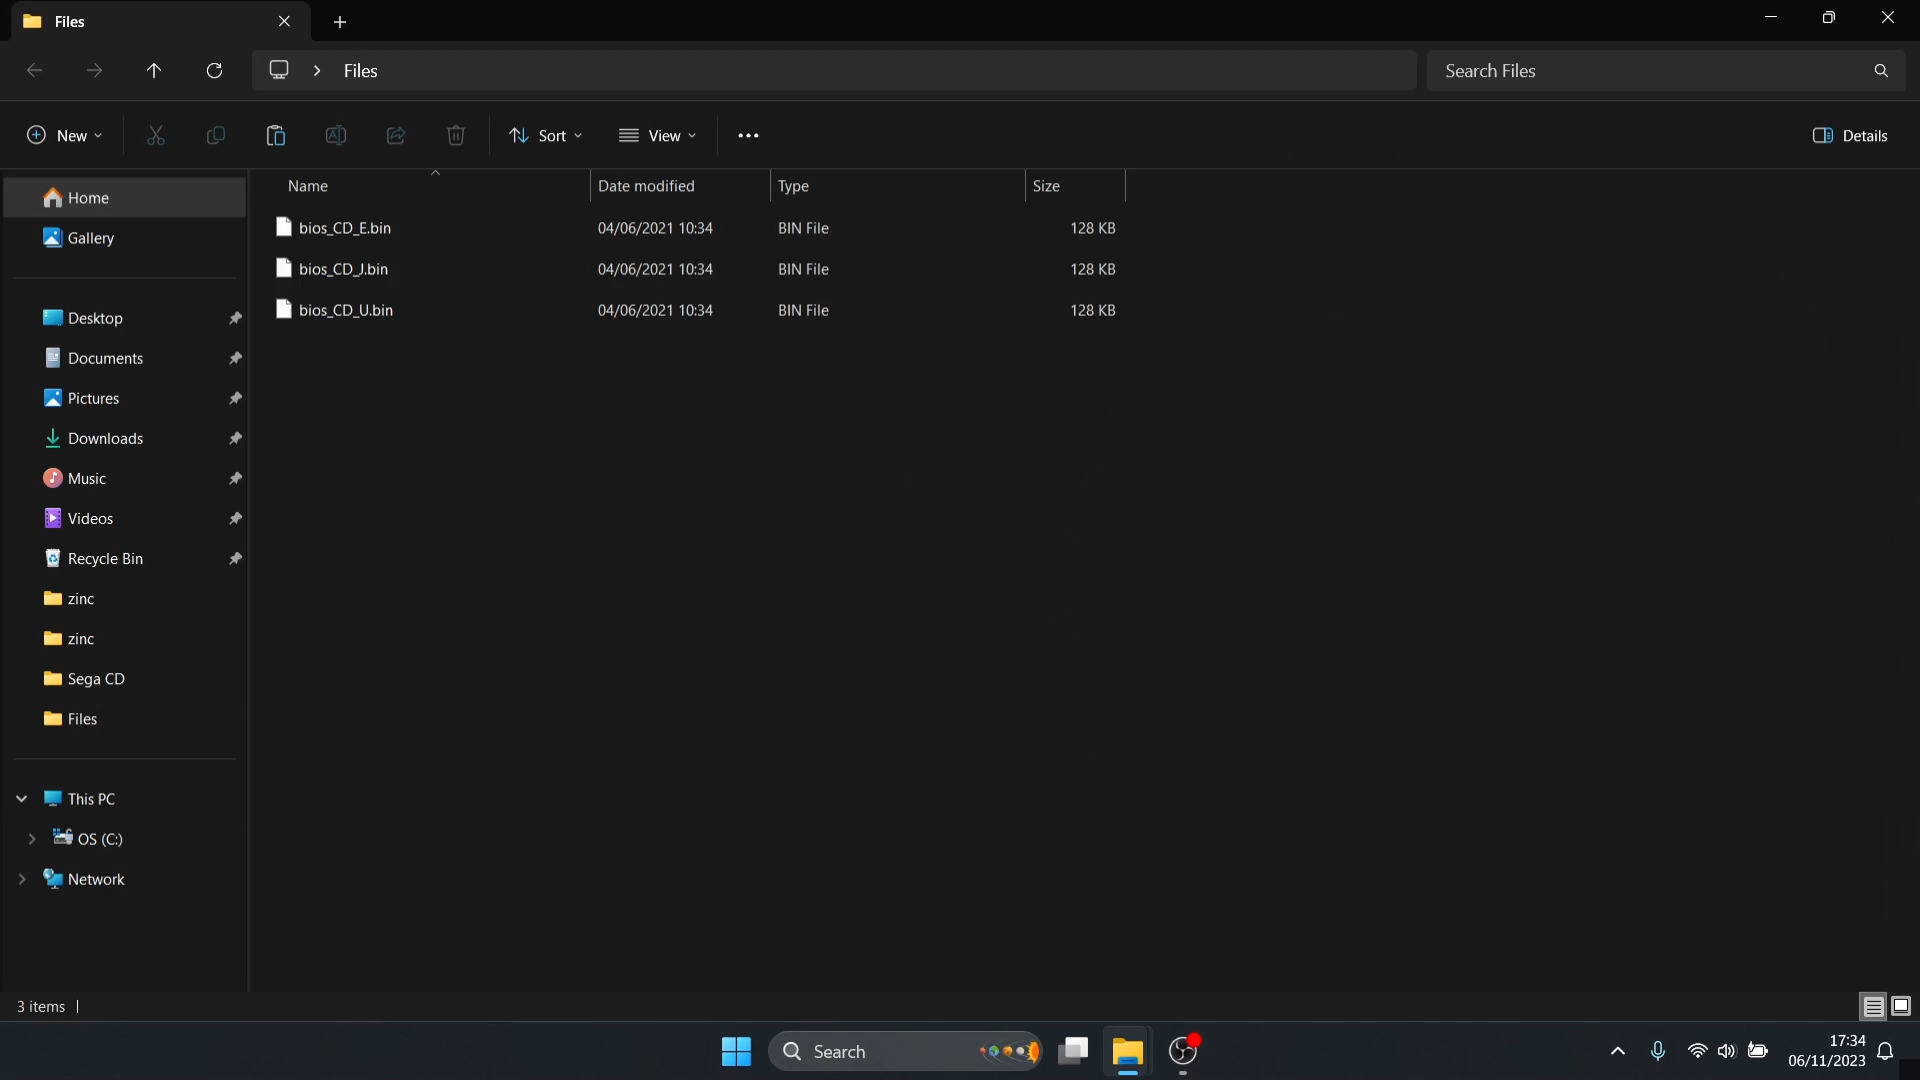 Files
Files
Search Files
New
Sort
View
Details
Name Date modified Type Size
bios_CD_E.bin 04/06/2021 10:34 BIN File 128 KB
bios_CD_J.bin 04/06/2021 10:34 BIN File 128 KB
bios_CD_U.bin 04/06/2021 10:34 BIN File 128 KB
Home
Gallery
Desktop
Documents
Pictures
Downloads
Music
Videos
Recycle Bin
zinc
zinc
Sega CD
Files
This PC
OS (C:)
Network
3 items
Search
17:34
06/11/2023